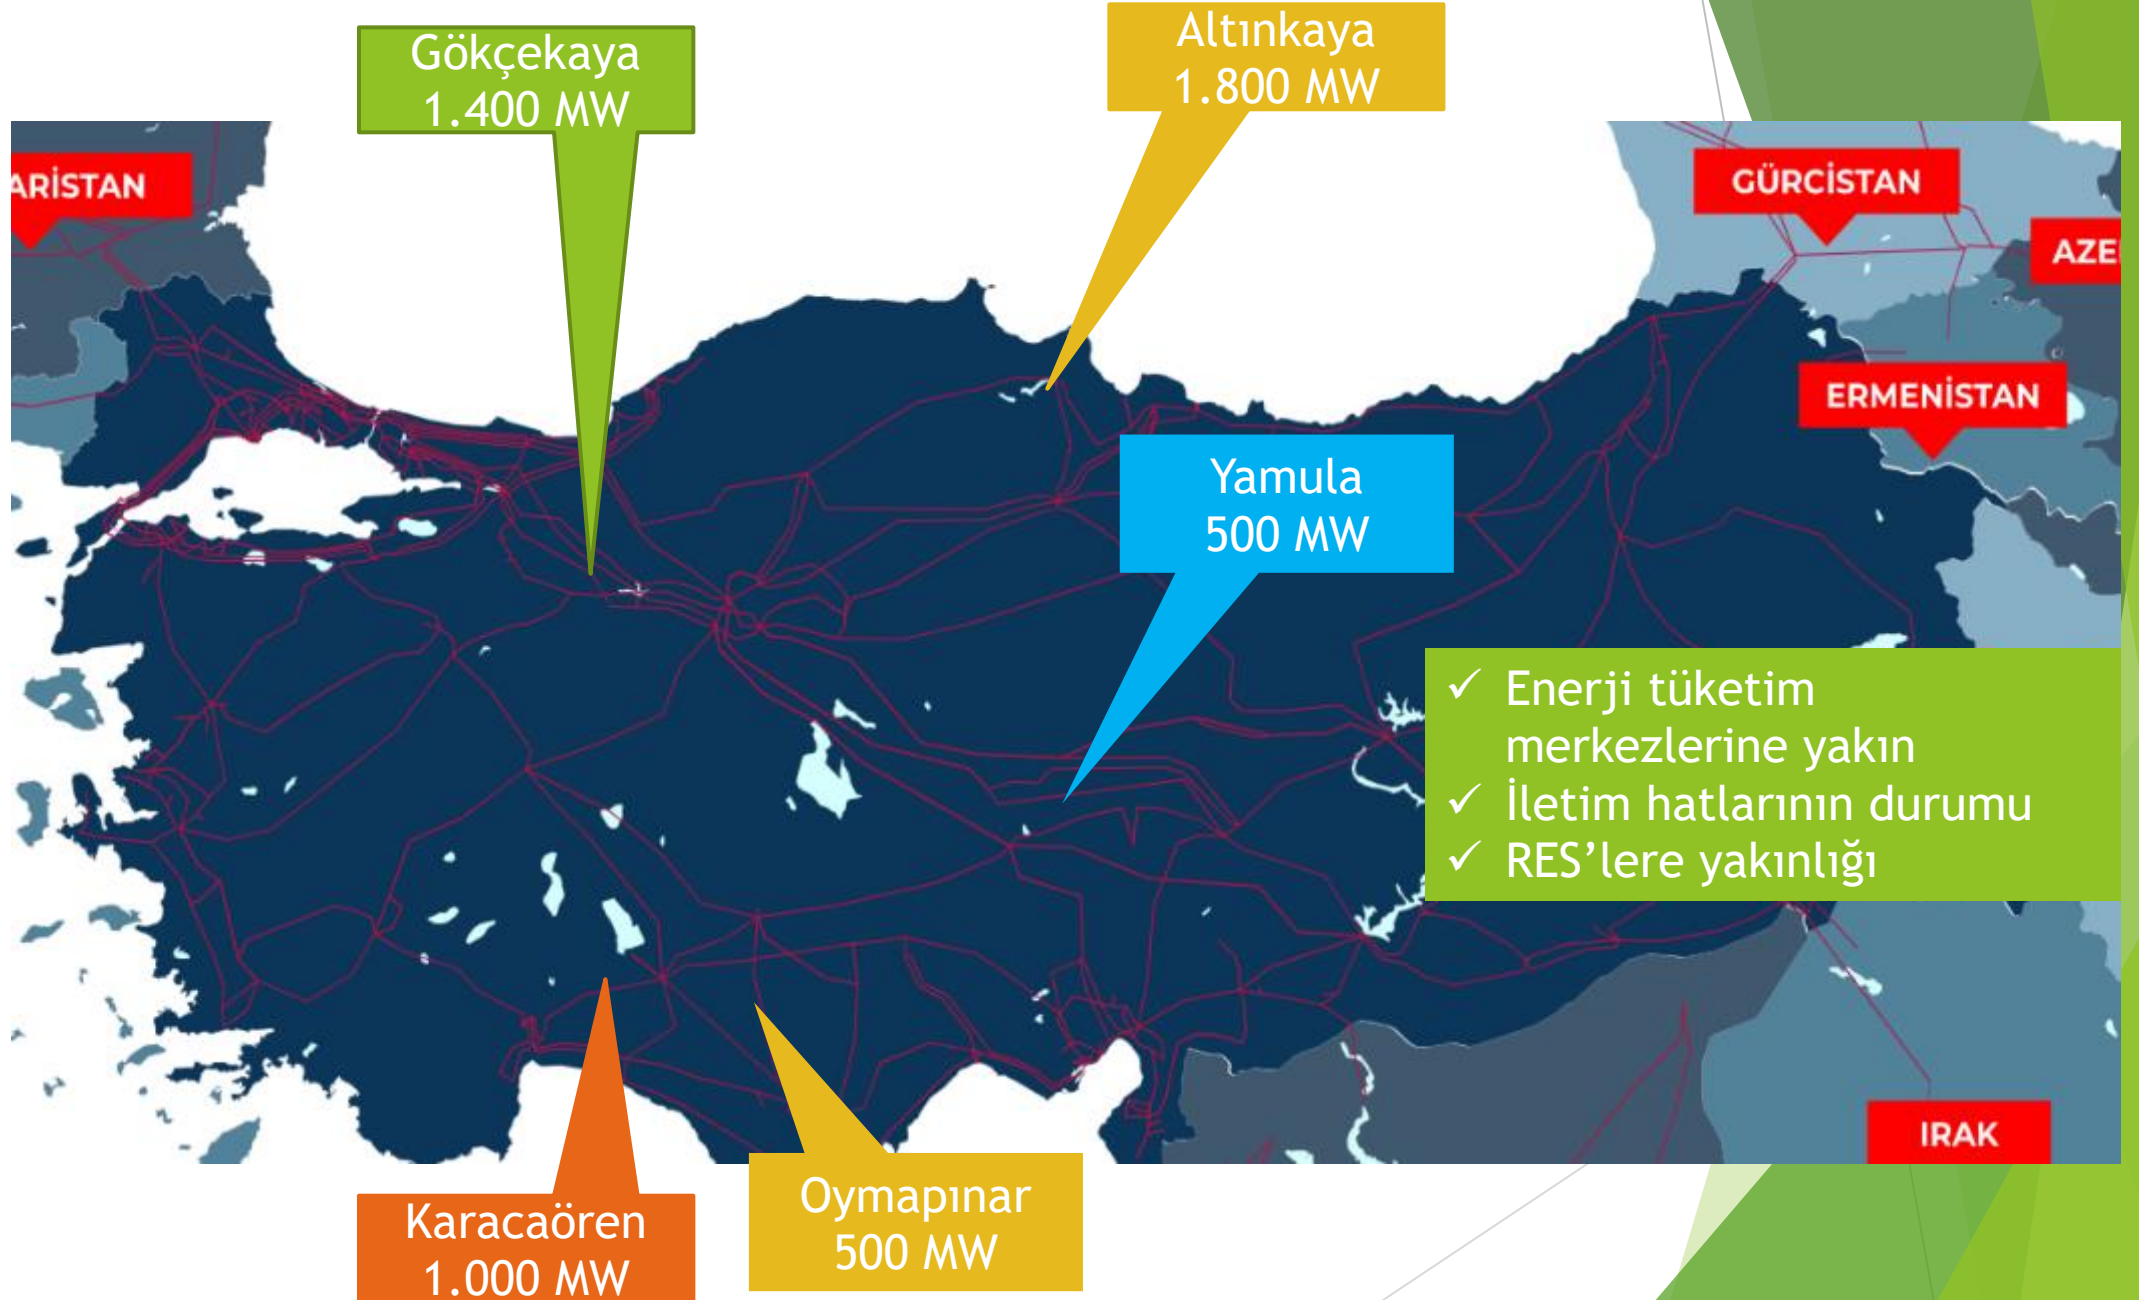 Gökçekaya
1.400 MW
Altınkaya
1.800 MW
ARİSTAN
GÜRCİSTAN
AZE
ERMENİSTAN
Yamula
500 MW
✓ Enerji tüketim
merkezlerine yakın
✓ İletim hatlarının durumu
✓ RES’lere yakınlığı
IRAK
Karacaören
1.000 MW
Oymapınar
500 MW